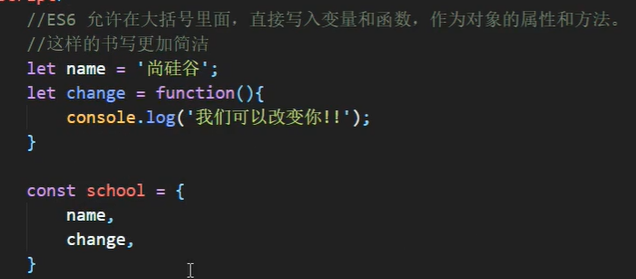 //ES6 允许在大括号里面，直接写入变量和函数，作为对象的属性和方法。
//这样的书写更加简洁
let name = '尚硅谷';
let change = function(){
    console.log('我们可以改变你!!');
}
const school = {
    name,
    change,
}